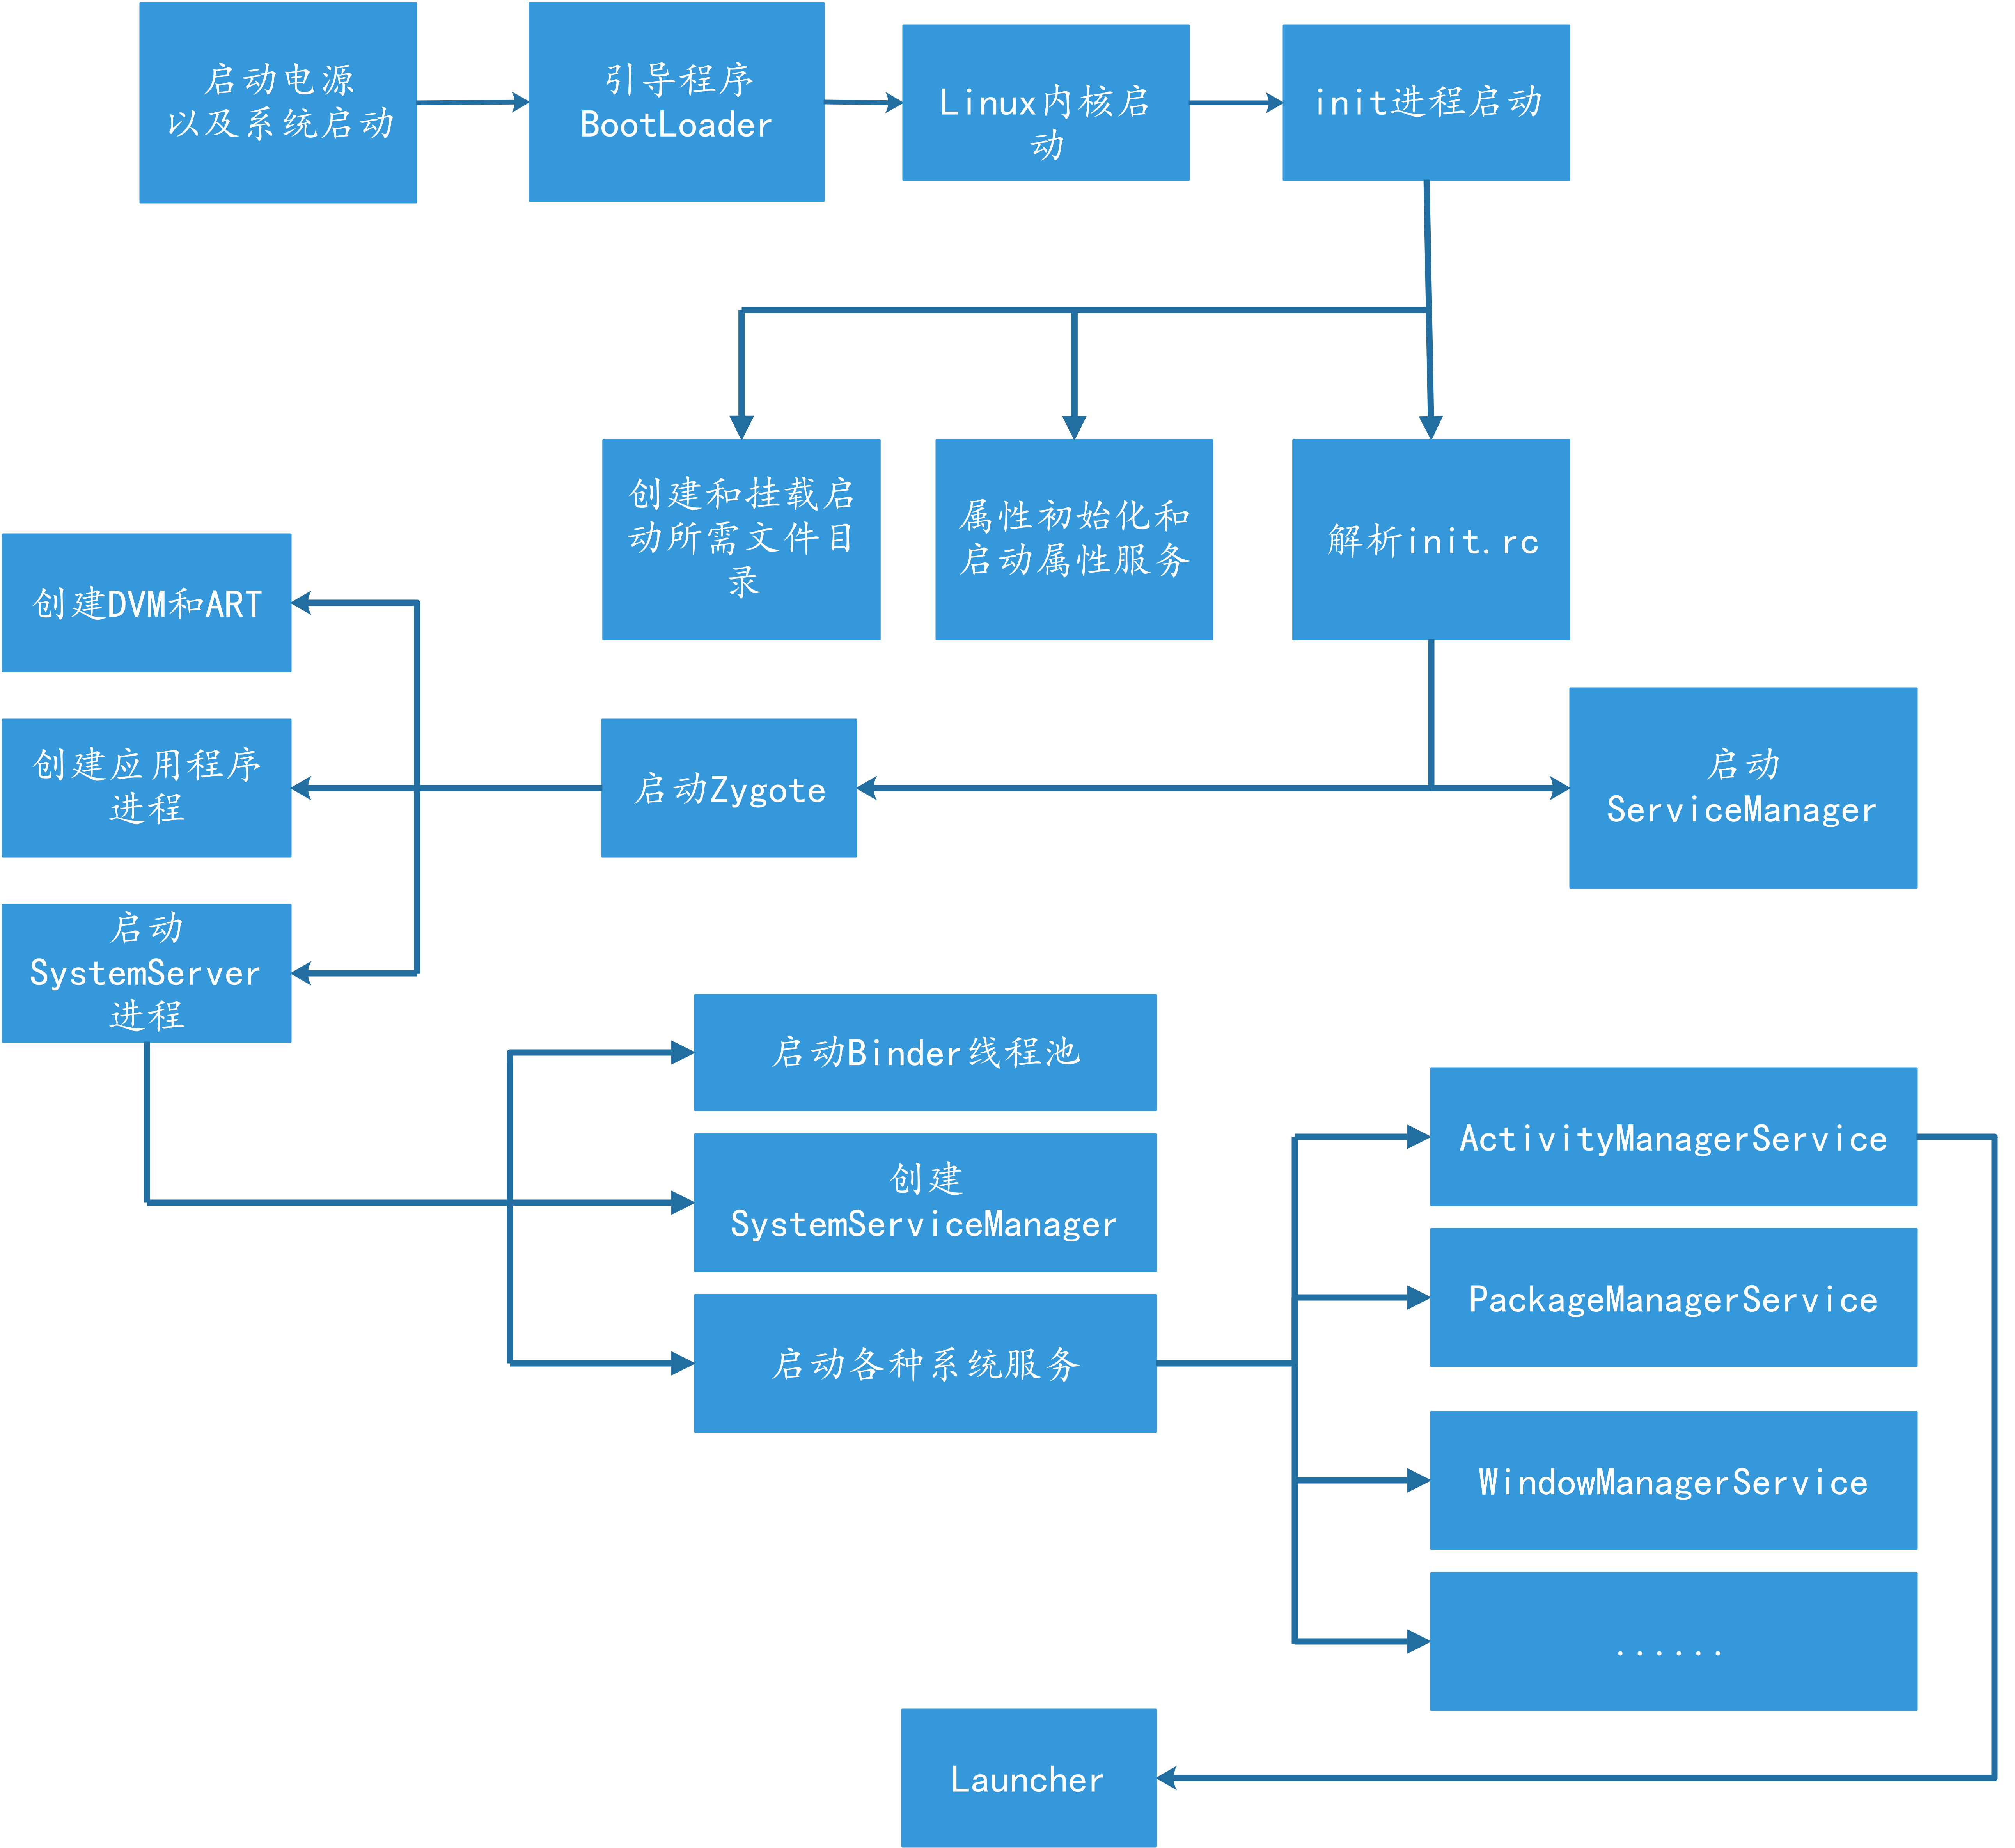 启动电源
以及系统启动
引导程序
BootLoader
Linux内核启
动
init进程启动
创建和挂载启
动所需文件目
录
属性初始化和
启动属性服务
解析init.rc
创建DVM和ART
创建应用程序
进程
启动Zygote
启动
ServiceManager
启动
SystemServer
进程
启动Binder线程池
创建
SystemServiceManager
启动各种系统服务
ActivityManagerService
PackageManagerService
WindowManagerService
......
Launcher